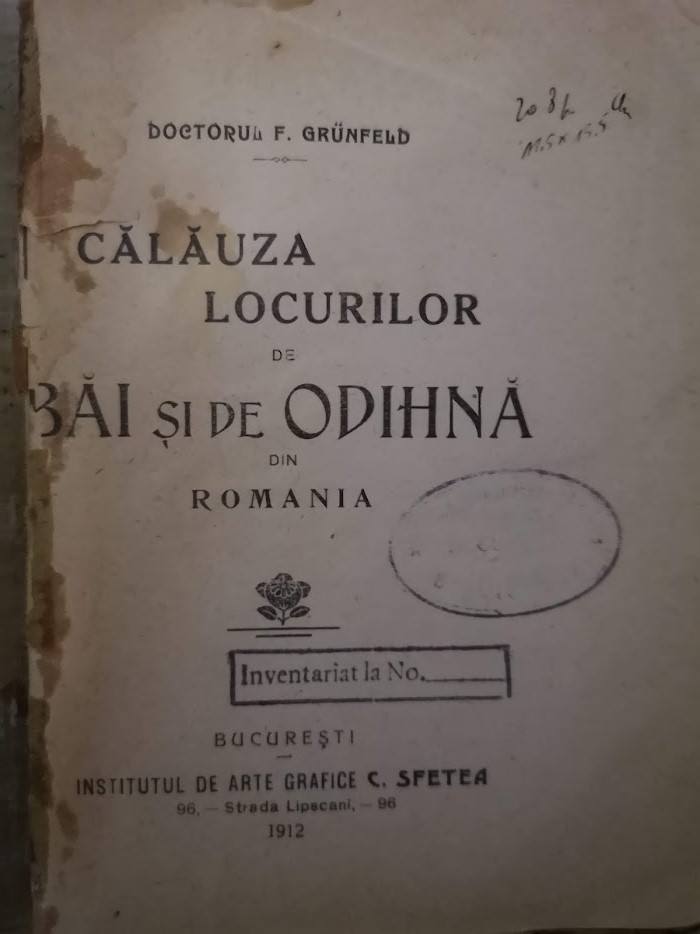 DOCTORUL F. GRÜNFELD
CĂLĂUZA
LOCURILOR
DE
BĂI ȘI DE ODIHNĂ
DIN
ROMANIA
Inventariat la No.
BUCUREȘTI
INSTITUTUL DE ARTE GRAFICE C. SFETEA
96, — Strada Lipscani, — 96
1912